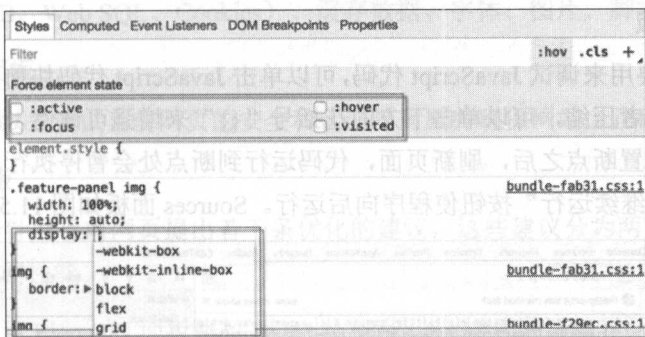 Styles Computed Event Listeners DOM Breakpoints Properties
Filter :hov .cls +
Force element state
:active :hover
:focus :visited
element.style {
}
.feature-panel img { bundle-fab31.css:1
width: 100%;
height: auto;
display: ;
}
-webkit-box
-webkit-inline-box
block
flex
grid
img { bundle-fab31.css:1
border:
}
img { bundle-f29ec.css:1